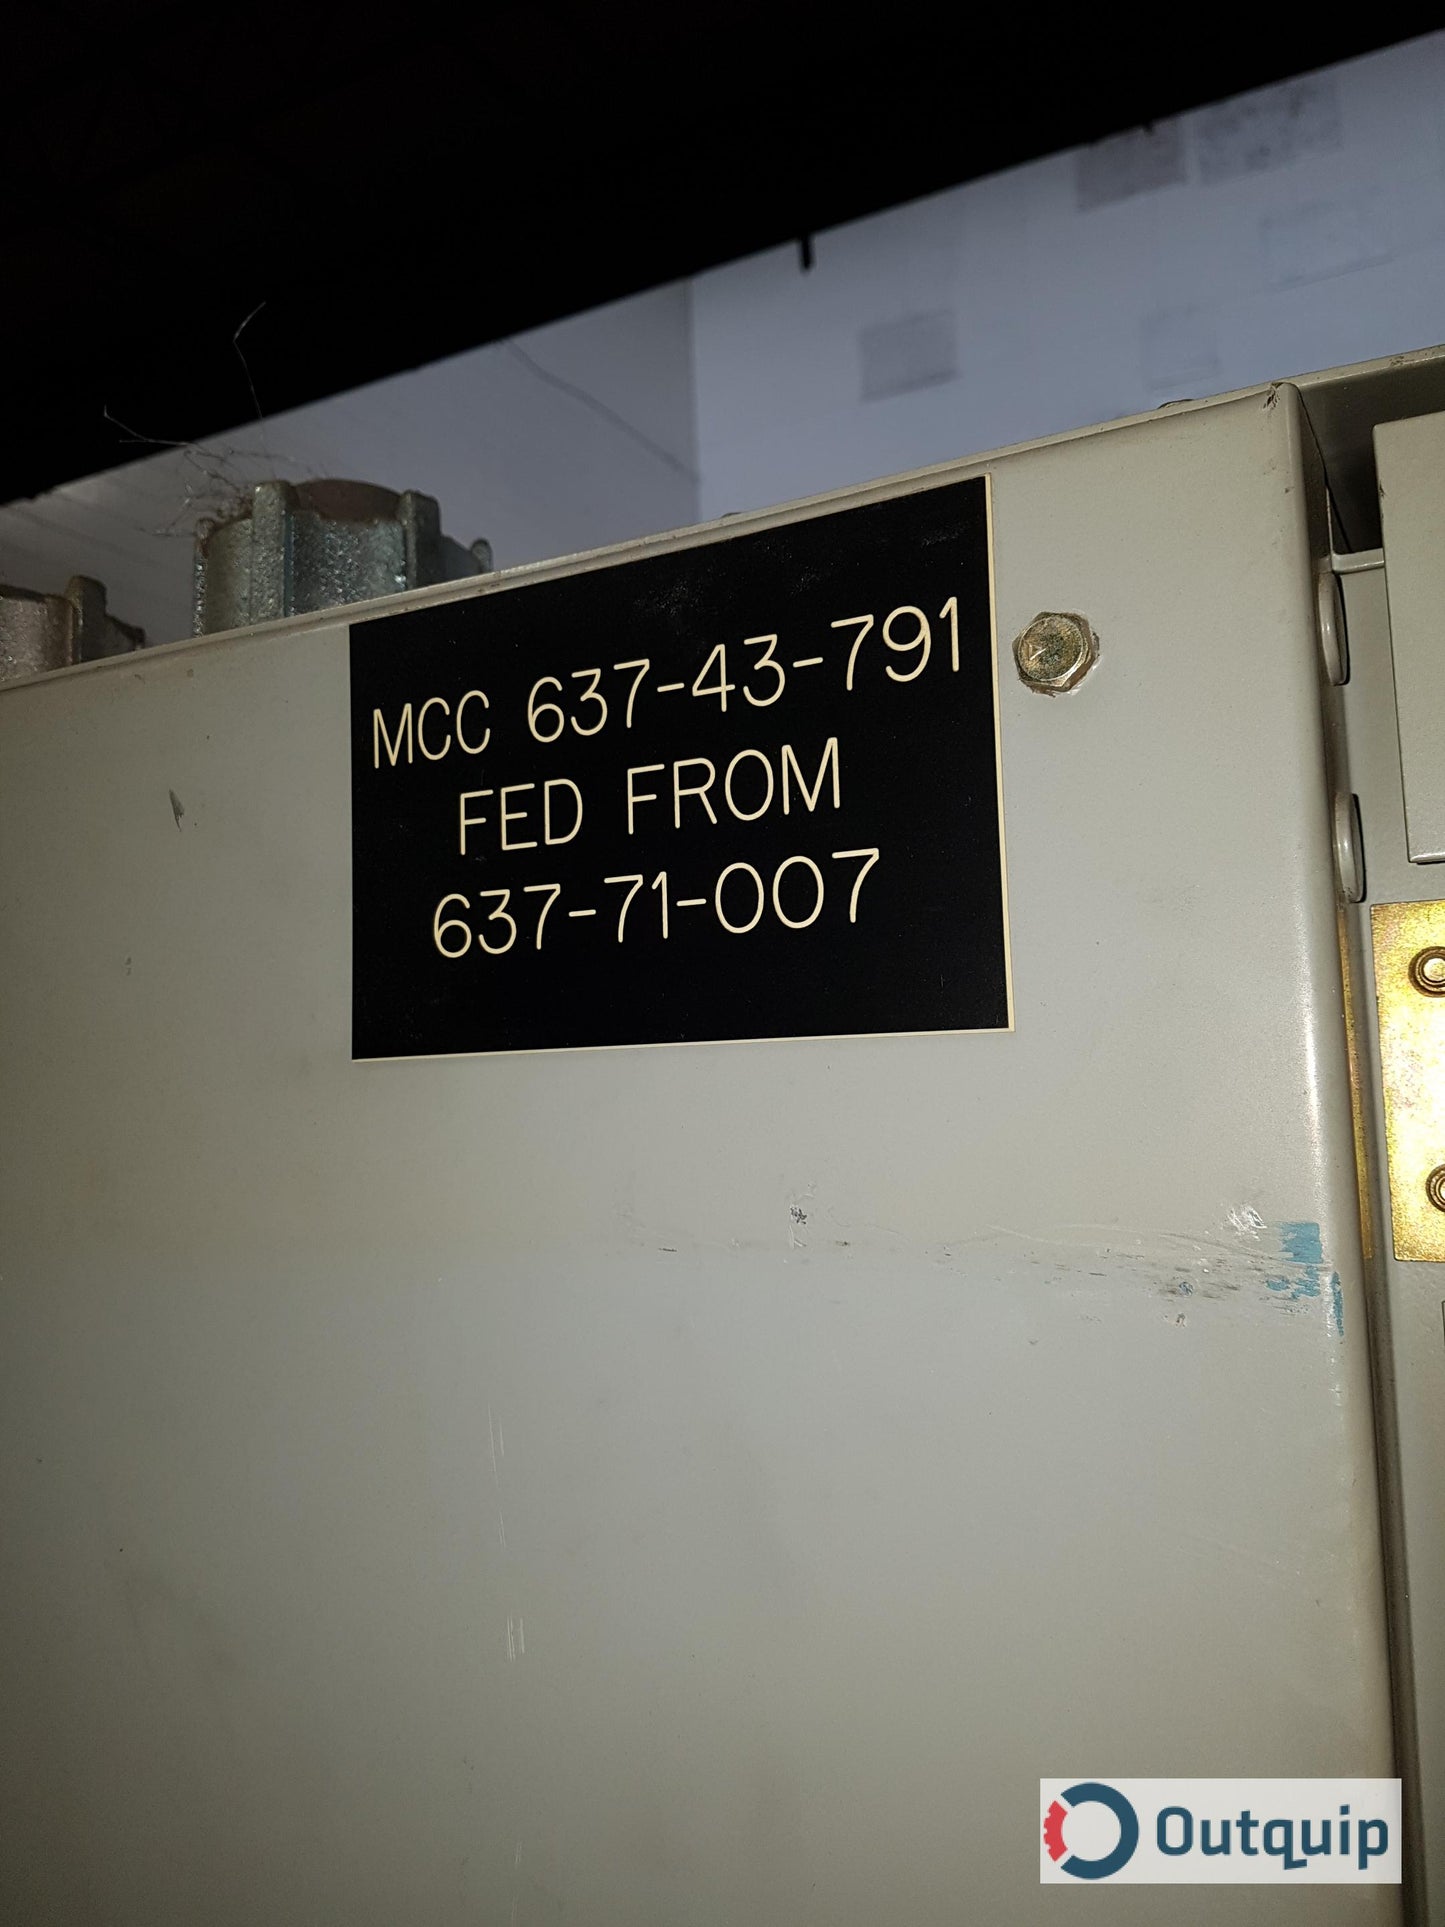 MCC 637-43-791
FED FROM
637-71-007
Outquip